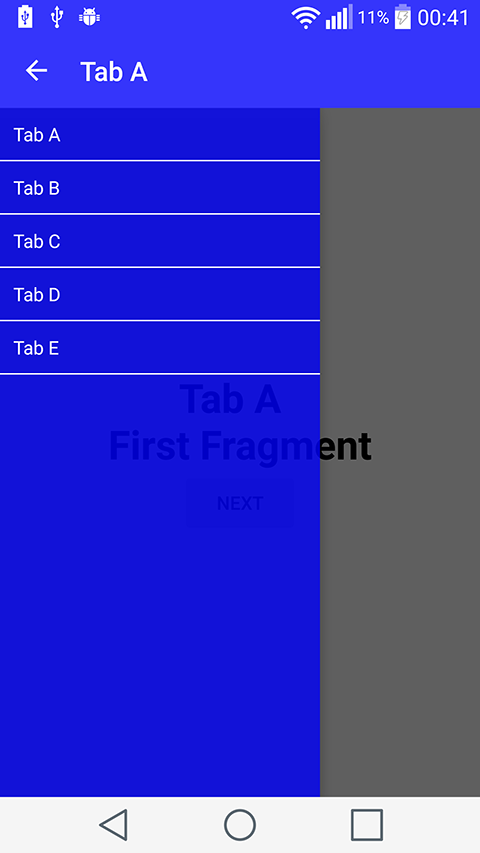 11% 00:41
Tab A
Tab A
Tab B
Tab C
Tab D
Tab E
Tab A
First Fragment
NEXT